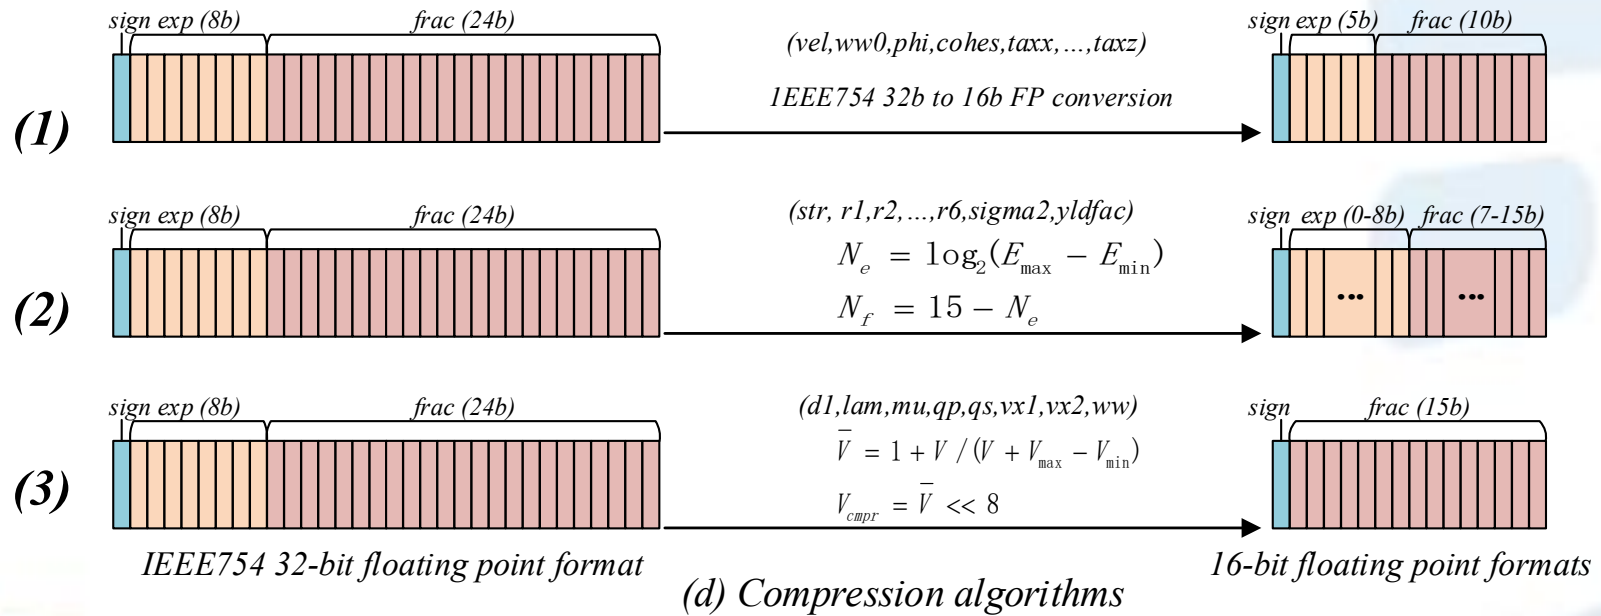 sign exp (8b) frac (24b) (vel,ww0,phi,cohes,taxx,...,taxz) sign exp (5b) frac (10b)
(1) 1EEE754 32b to 16b FP conversion
sign exp (8b) frac (24b) (str, r1,r2,...,r6,sigma2,yldfac) sign exp (0-8b) frac (7-15b)
N_e = log_2(E_max − E_min)
(2) N_f = 15 − N_e ... ...
sign exp (8b) frac (24b) (d1,lam,mu,qp,qs,vx1,vx2,ww) sign frac (15b)
V̅ = 1 + V / (V + V_max − V_min)
(3) V_cmpr = V̅ << 8
IEEE754 32-bit floating point format 16-bit floating point formats
(d) Compression algorithms